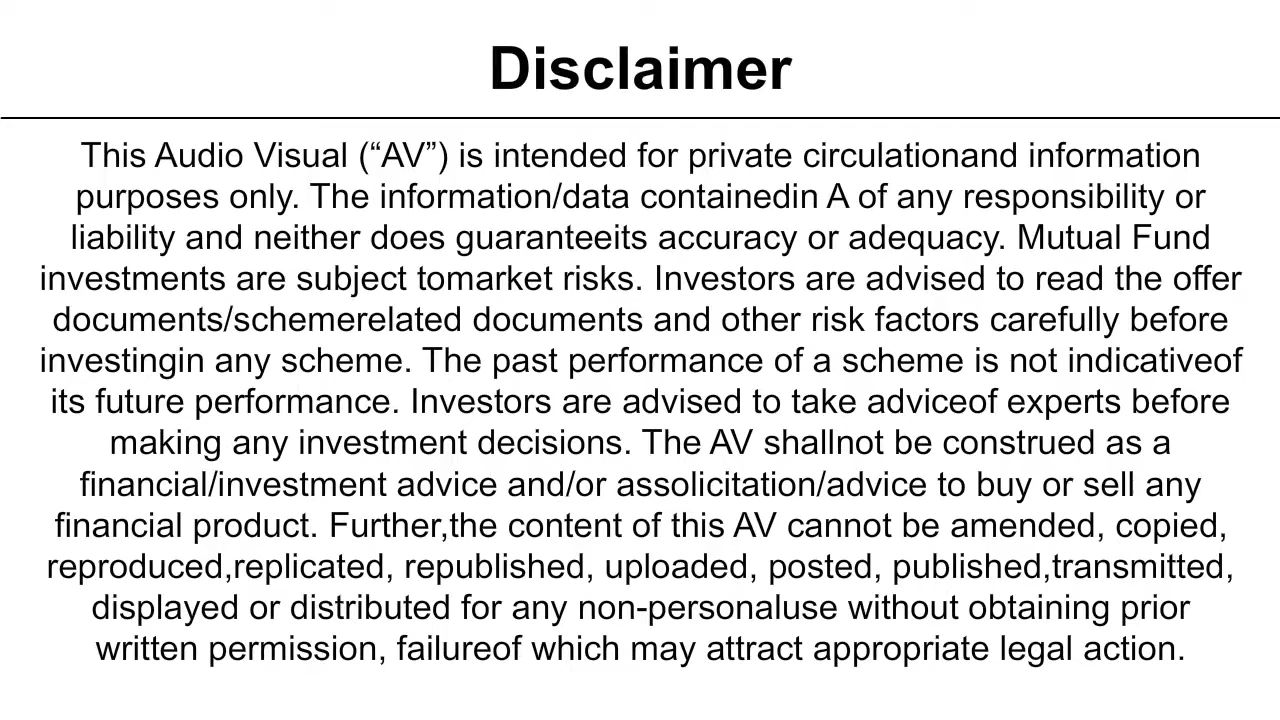 Disclaimer
This Audio Visual (“AV”) is intended for private circulationand information
purposes only. The information/data containedin A of any responsibility or
liability and neither does guaranteeits accuracy or adequacy. Mutual Fund
investments are subject tomarket risks. Investors are advised to read the offer
documents/schemerelated documents and other risk factors carefully before
investingin any scheme. The past performance of a scheme is not indicativeof
its future performance. Investors are advised to take adviceof experts before
making any investment decisions. The AV shallnot be construed as a
financial/investment advice and/or assolicitation/advice to buy or sell any
financial product. Further,the content of this AV cannot be amended, copied,
reproduced,replicated, republished, uploaded, posted, published,transmitted,
displayed or distributed for any non-personaluse without obtaining prior
written permission, failureof which may attract appropriate legal action.